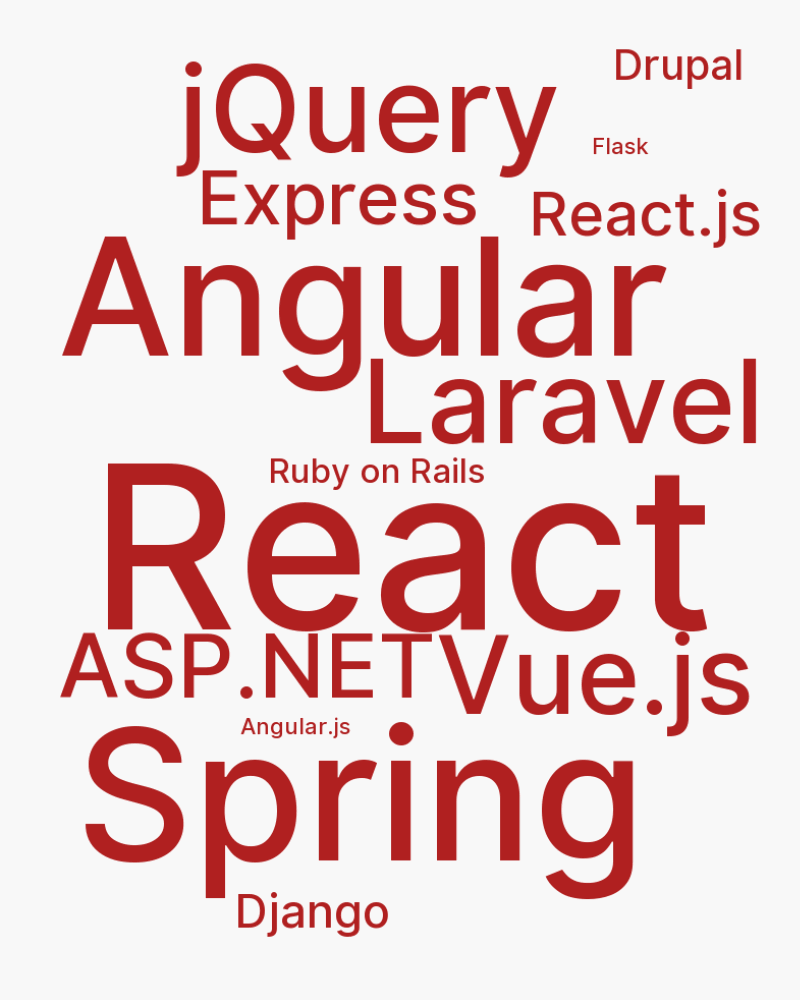 Drupal
jQuery
Flask
Express
React.js
Angular
Laravel
Ruby on Rails
React
ASP.NET
Vue.js
Angular.js
Spring
Django